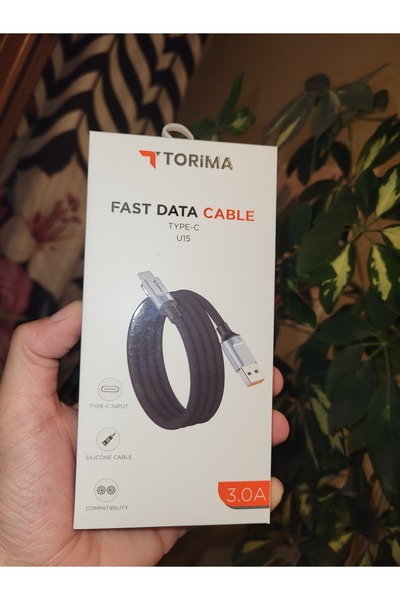 TORiMA
FAST DATA CABLE
TYPE-C
U15
TYPE-C INPUT
SILICONE CABLE
COMPATIBILITY
3.0A